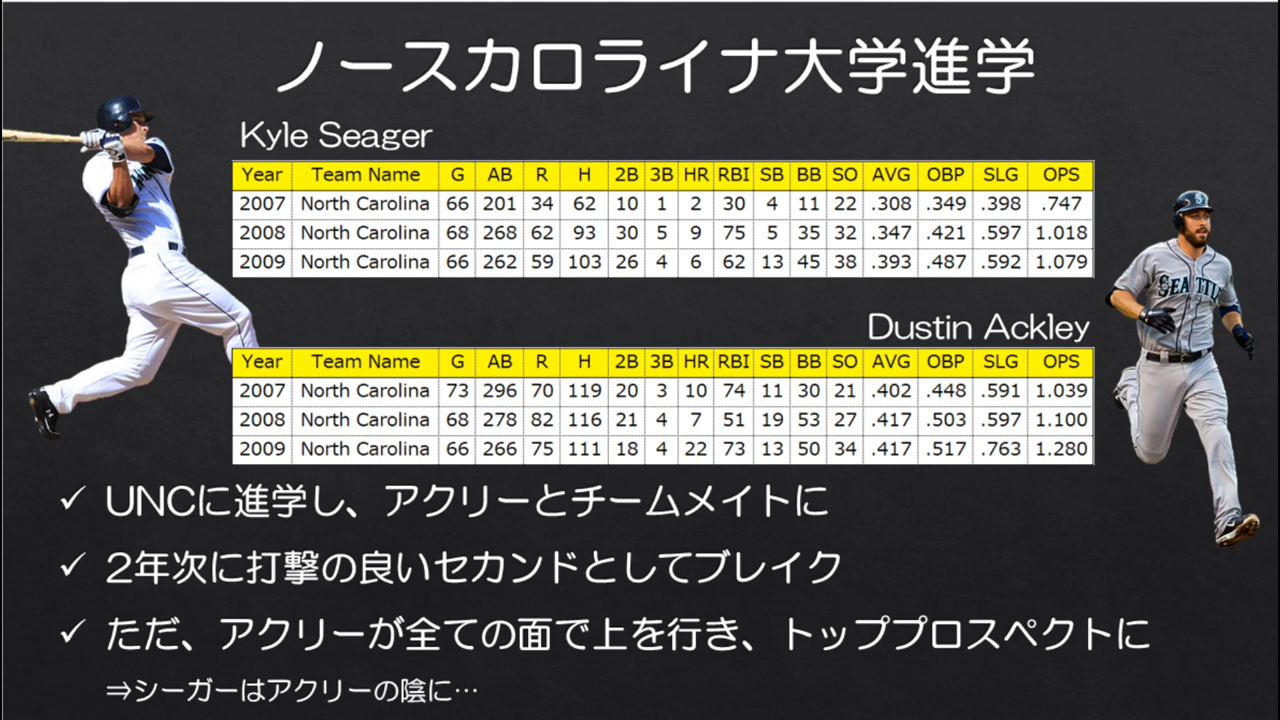 ノースカロライナ大学進学
Kyle Seager
Year Team Name G AB R H 2B 3B HR RBI SB BB SO AVG OBP SLG OPS
2007 North Carolina 66 201 34 62 10 1 2 30 4 11 22 .308 .349 .398 .747
2008 North Carolina 68 268 62 93 30 5 9 75 5 35 32 .347 .421 .597 1.018
2009 North Carolina 66 262 59 103 26 4 6 62 13 45 38 .393 .487 .592 1.079
Dustin Ackley
Year Team Name G AB R H 2B 3B HR RBI SB BB SO AVG OBP SLG OPS
2007 North Carolina 73 296 70 119 20 3 10 74 11 30 21 .402 .448 .591 1.039
2008 North Carolina 68 278 82 116 21 4 7 51 19 53 27 .417 .503 .597 1.100
2009 North Carolina 66 266 75 111 18 4 22 73 13 50 34 .417 .517 .763 1.280
SEATTLE
✓ UNCに進学し、アクリーとチームメイトに
✓ 2年次に打撃の良いセカンドとしてブレイク
✓ ただ、アクリーが全ての面で上を行き、トッププロスペクトに
⇒シーガーはアクリーの陰に…